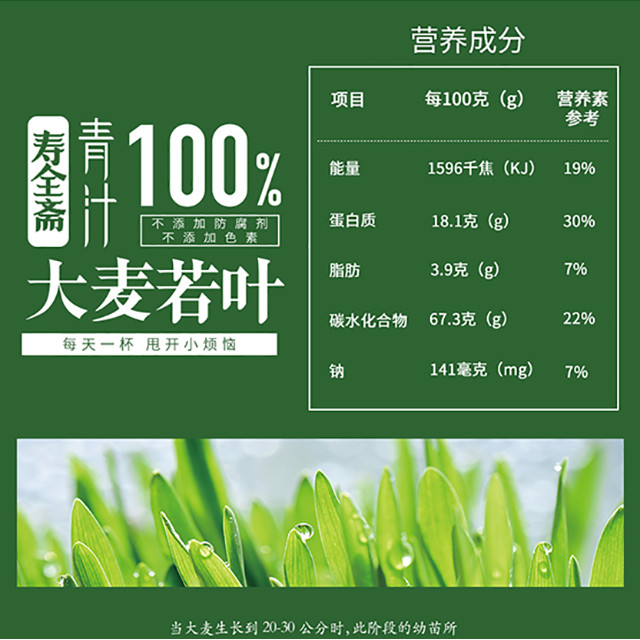 寿全斋
青汁
100%
不添加防腐剂
不添加色素
大麦若叶
每天一杯 甩开小烦恼
营养成分
项目 每100克（g） 营养素参考
能量 1596千焦（KJ） 19%
蛋白质 18.1克（g） 30%
脂肪 3.9克（g） 7%
碳水化合物 67.3克（g） 22%
钠 141毫克（mg） 7%
当大麦生长到 20-30 公分时，此阶段的幼苗所